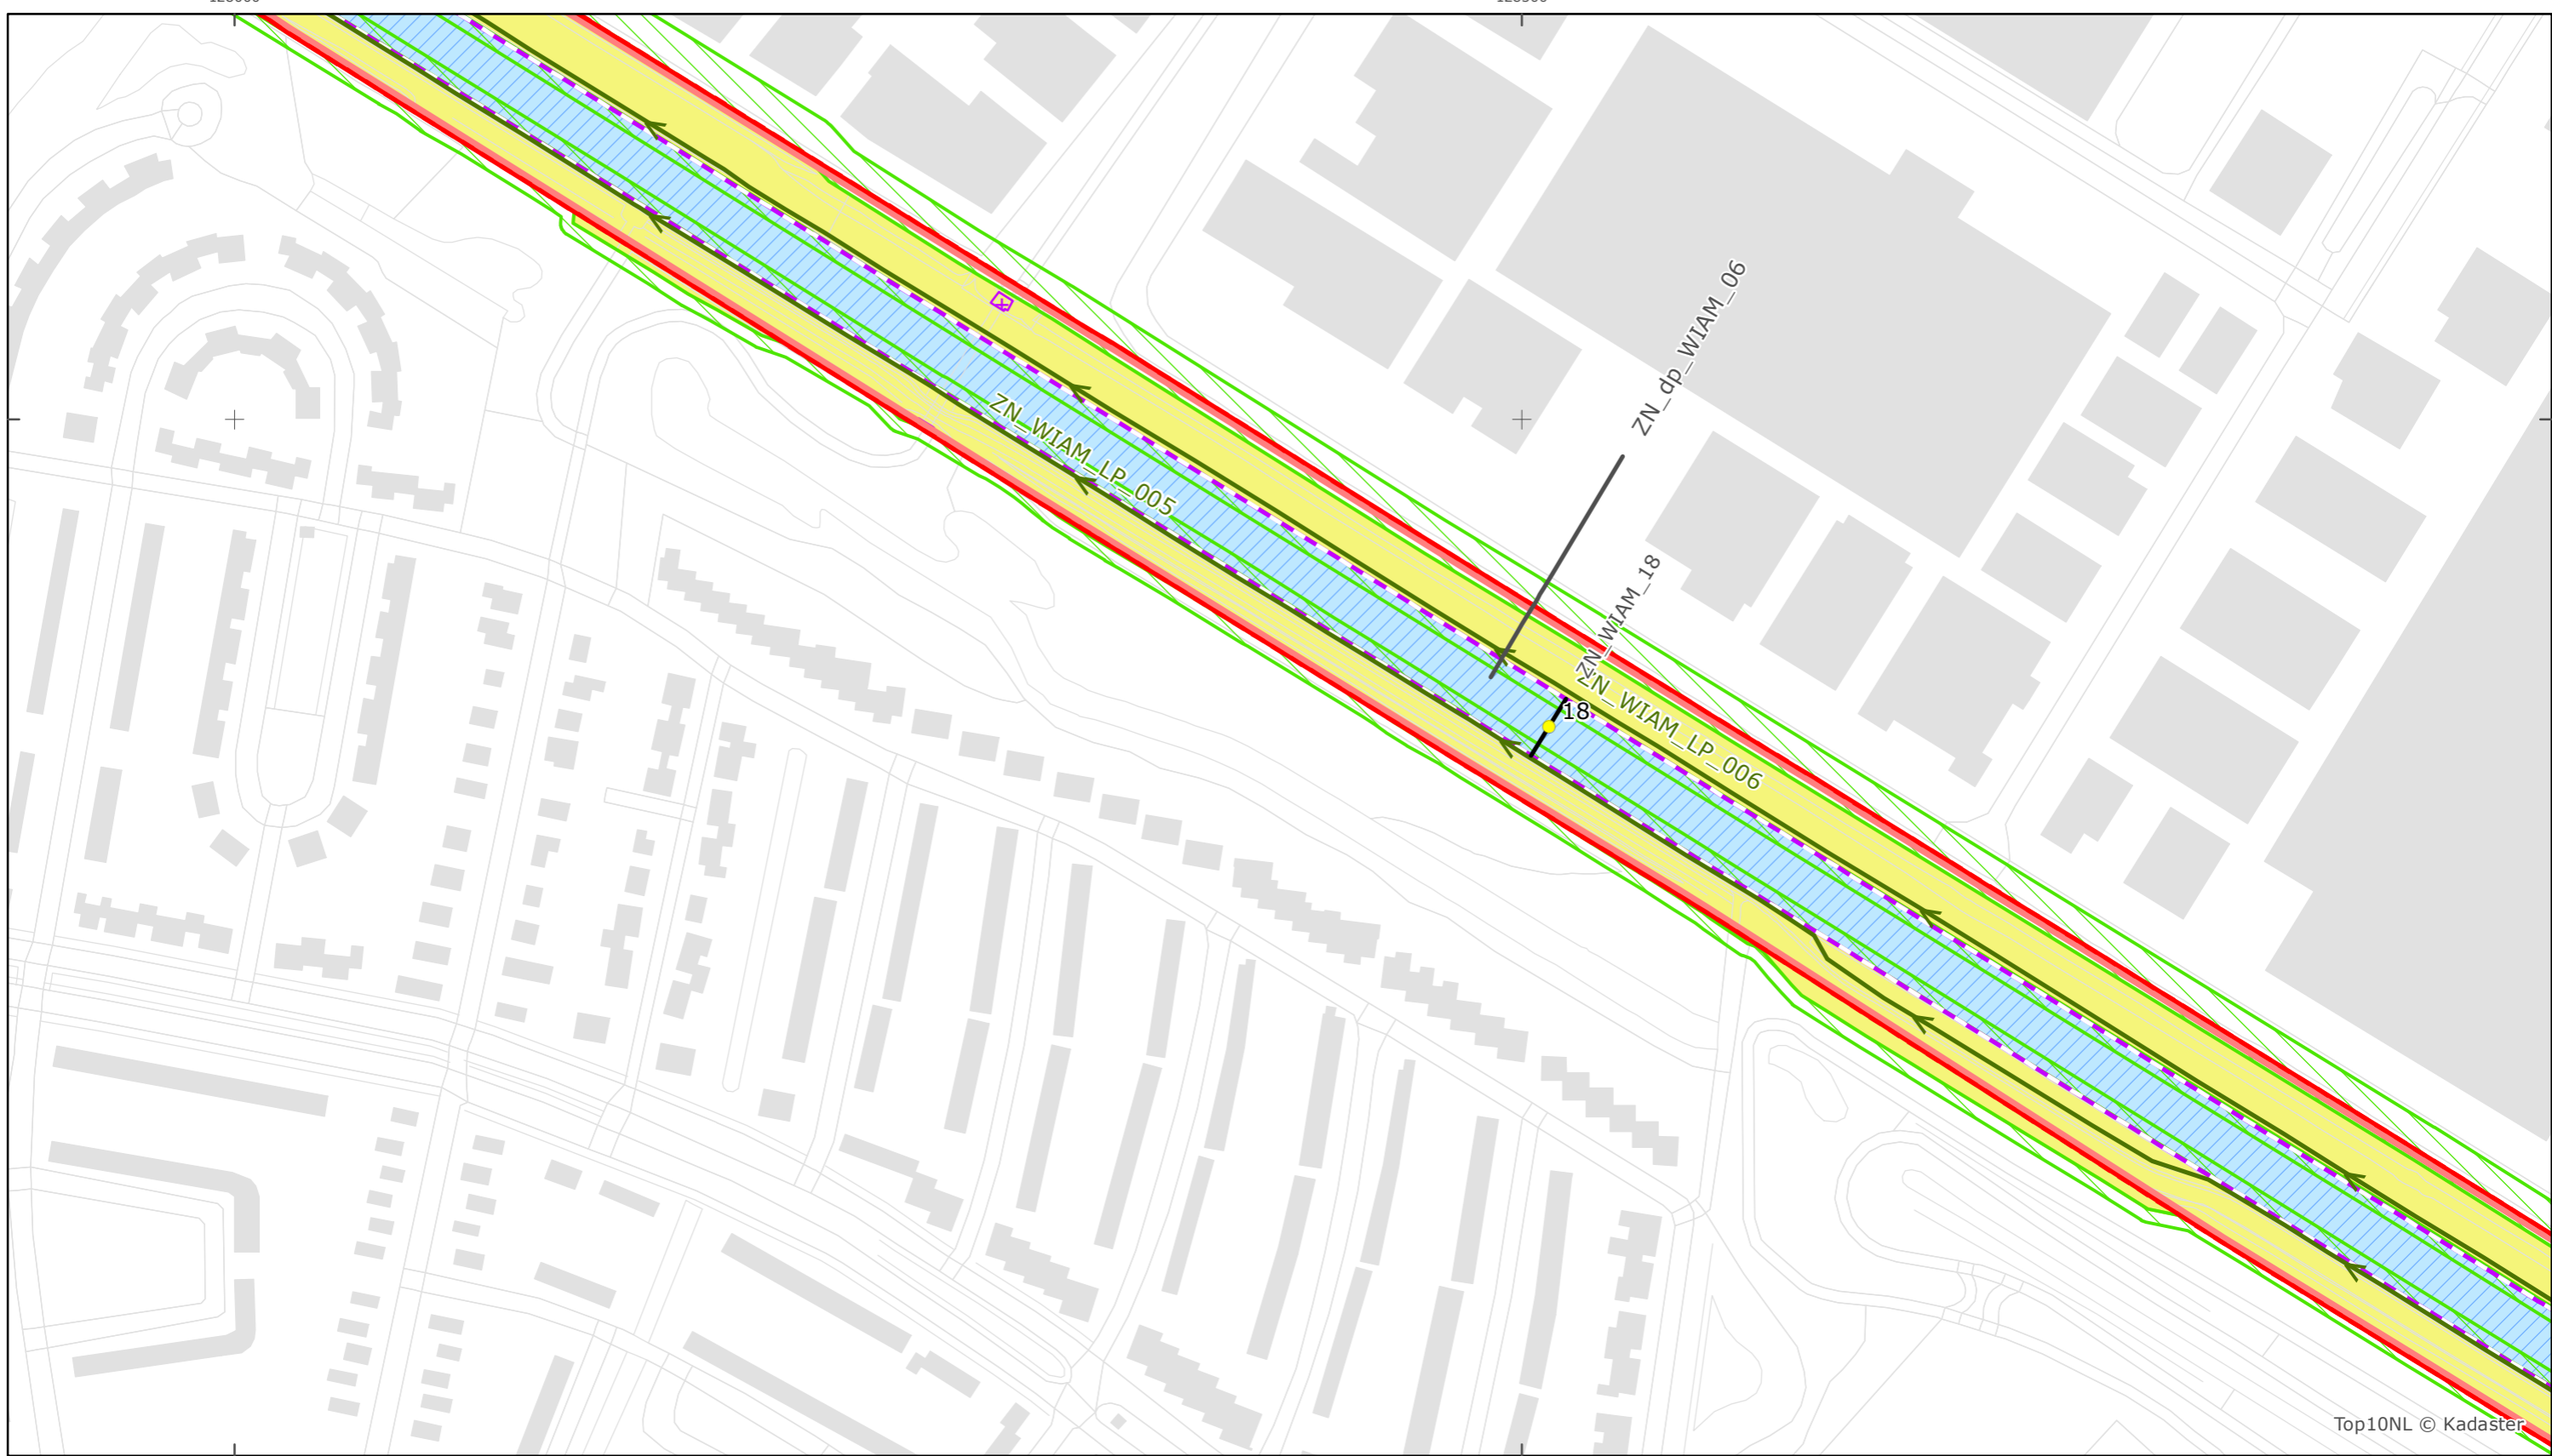 ZN_dp_WIAM_06
ZN_WIAM_LP_005
ZN_WIAM_18
ZN_WIAM_LP_006
18
Top10NL © Kadaster